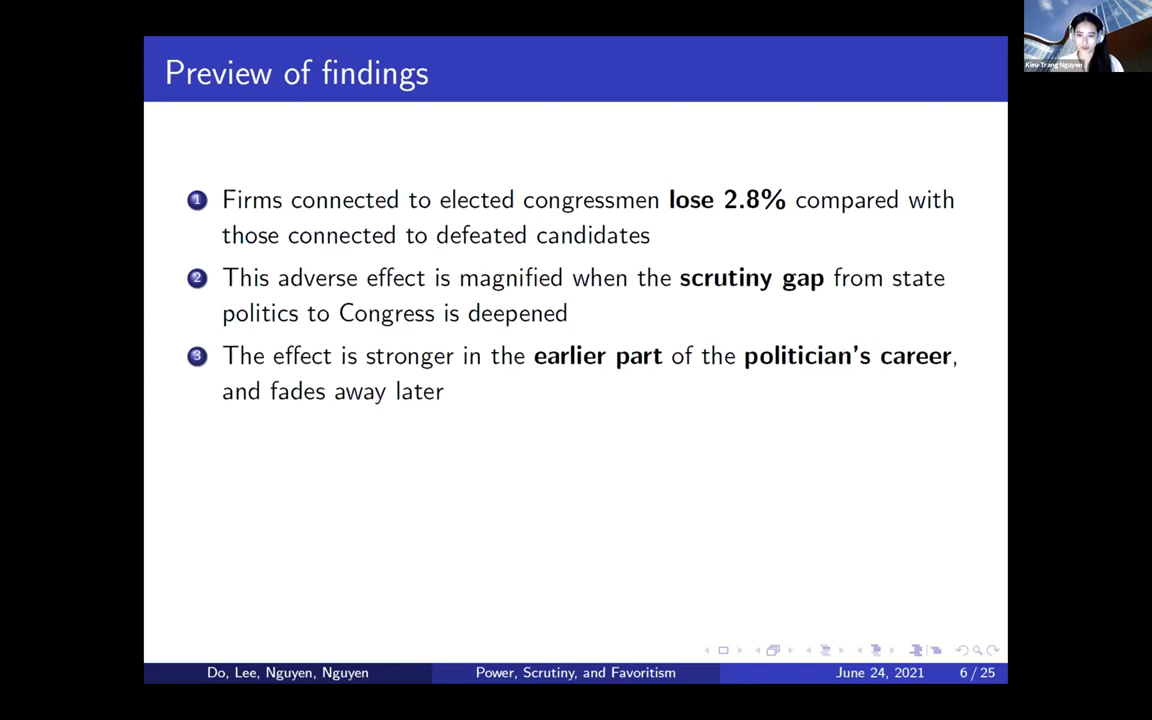 Preview of findings
Kieu-Trang Nguyen
1 Firms connected to elected congressmen lose 2.8% compared with
those connected to defeated candidates
2 This adverse effect is magnified when the scrutiny gap from state
politics to Congress is deepened
3 The effect is stronger in the earlier part of the politician's career,
and fades away later
Do, Lee, Nguyen, Nguyen
Power, Scrutiny, and Favoritism
June 24, 2021
6 / 25